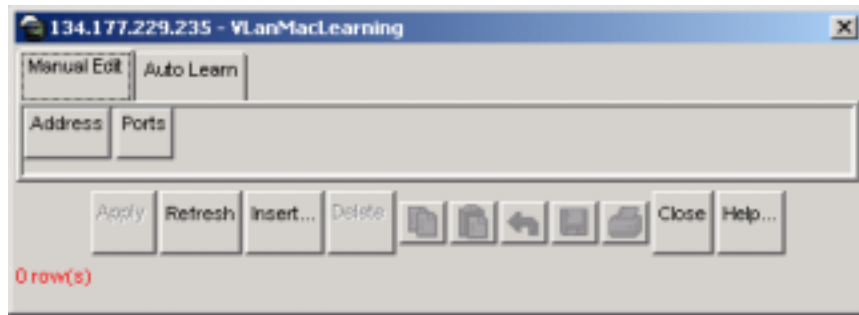 134.177.229.235 - VLanMacLearning
Manual Edit Auto Learn
Address Ports
Apply Refresh Insert... Delete Close Help...
0 row(s)